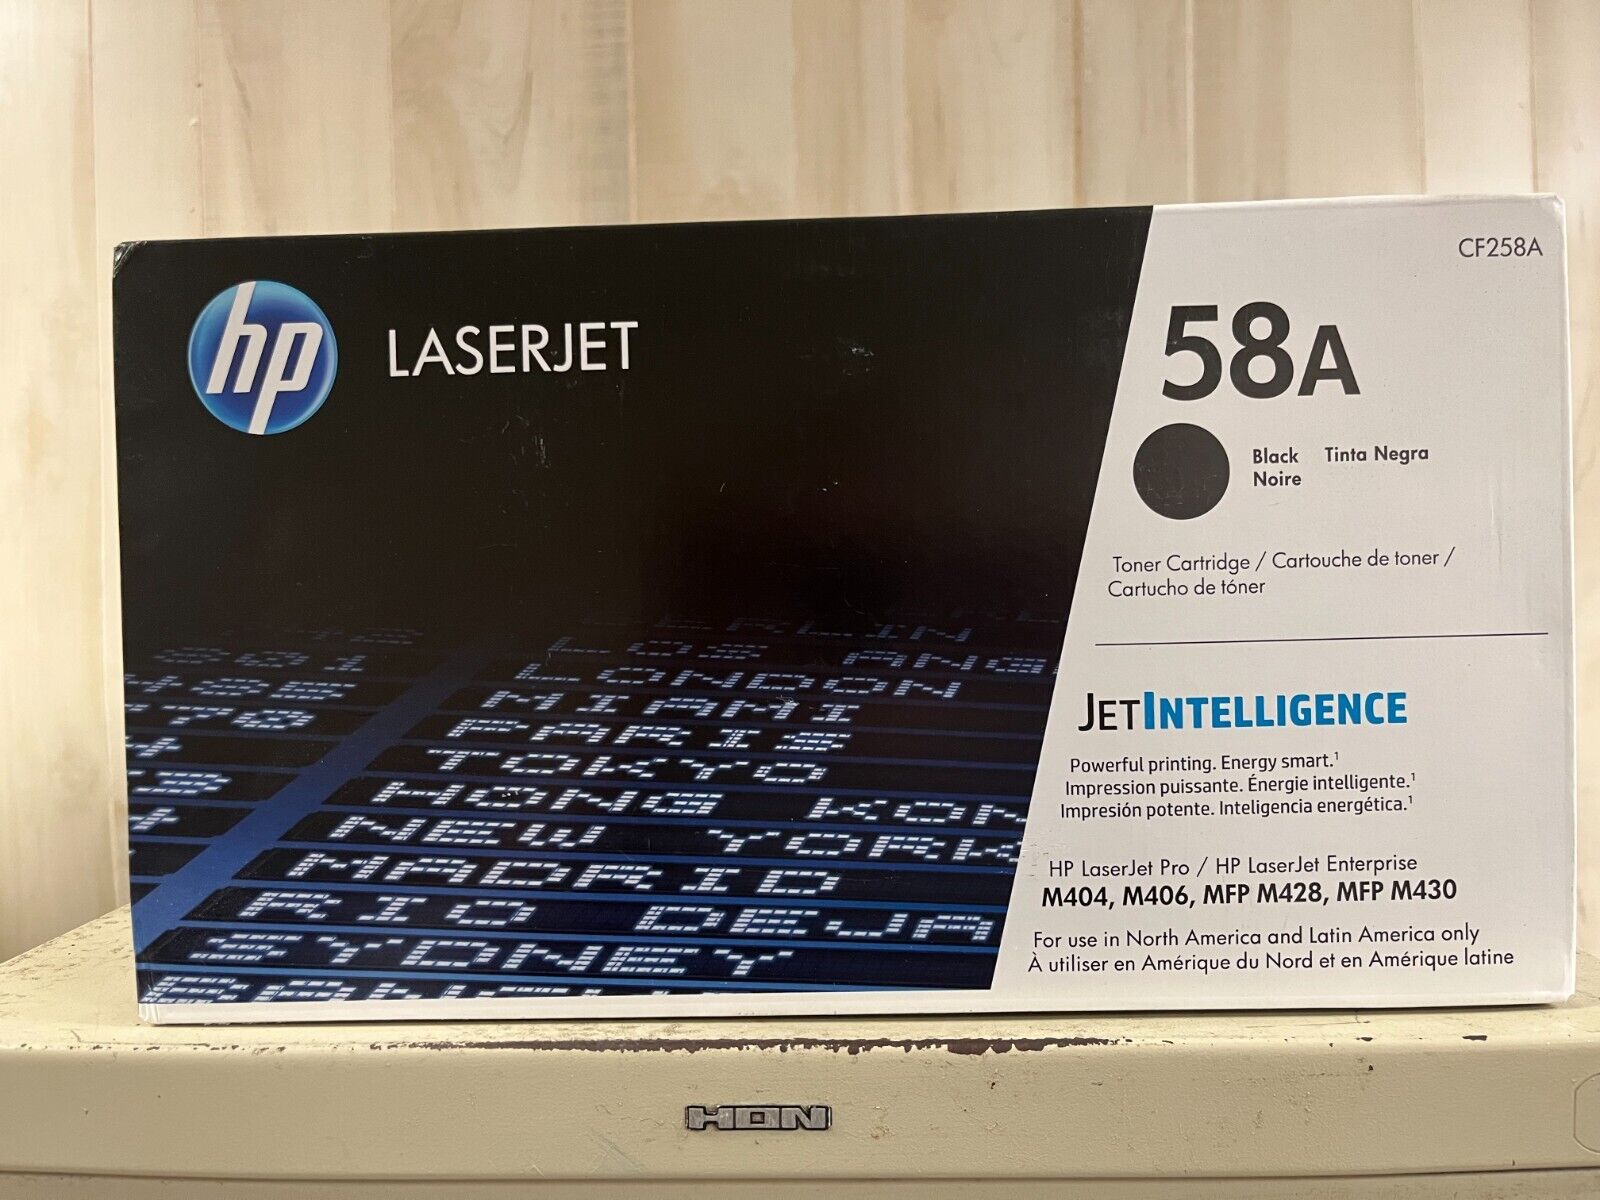 hp
LASERJET
CF258A
58A
Black Tinta Negra
Noire
Toner Cartridge / Cartouche de toner /
Cartucho de tóner
JETINTELLIGENCE
Powerful printing. Energy smart.¹
Impression puissante. Énergie intelligente.¹
Impresión potente. Inteligencia energética.¹
HP LaserJet Pro / HP LaserJet Enterprise
M404, M406, MFP M428, MFP M430
For use in North America and Latin America only
À utiliser en Amérique du Nord et en Amérique latine
LONDON
MIAMI
PARIS
TOKYO
HONG KON
NEW YORK
MADRID
RIO DE JA
SYDNEY
HON